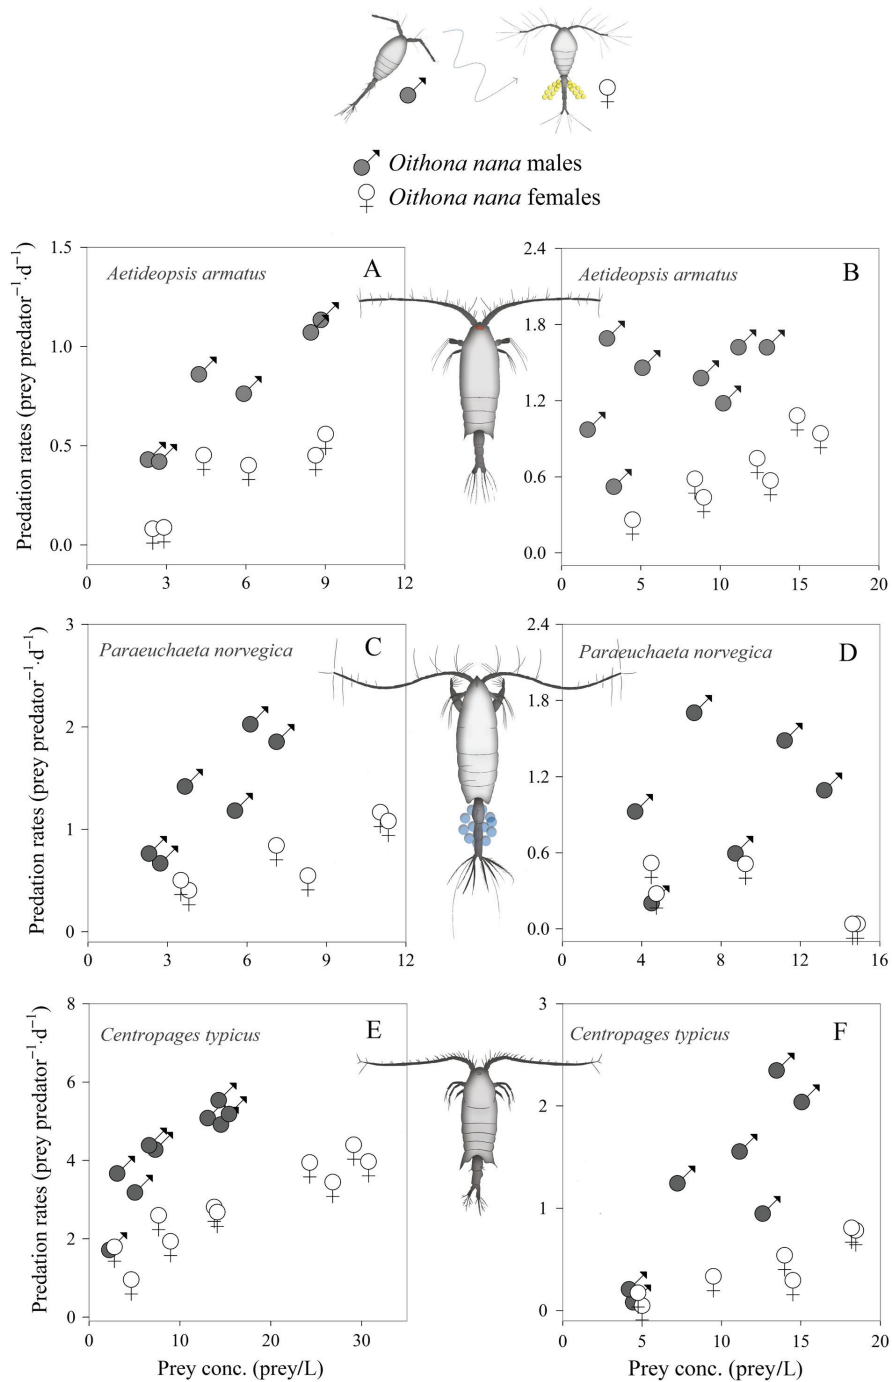 Oithona nana males
Oithona nana females
Aetideopsis armatus
A
Predation rates (prey predator⁻¹·d⁻¹)
1.5
1.0
0.5
0.0
0 3 6 9 12
Aetideopsis armatus
B
2.4
1.8
1.2
0.6
0.0
0 5 10 15 20
Paraeuchaeta norvegica
C
Predation rates (prey predator⁻¹·d⁻¹)
3
2
1
0
0 3 6 9 12
Paraeuchaeta norvegica
D
2.4
1.8
1.2
0.6
0.0
0 4 8 12 16
Centropages typicus
E
Predation rates (prey predator⁻¹·d⁻¹)
8
6
4
2
0
0 10 20 30
Prey conc. (prey/L)
Centropages typicus
F
3
2
1
0
0 5 10 15 20
Prey conc. (prey/L)